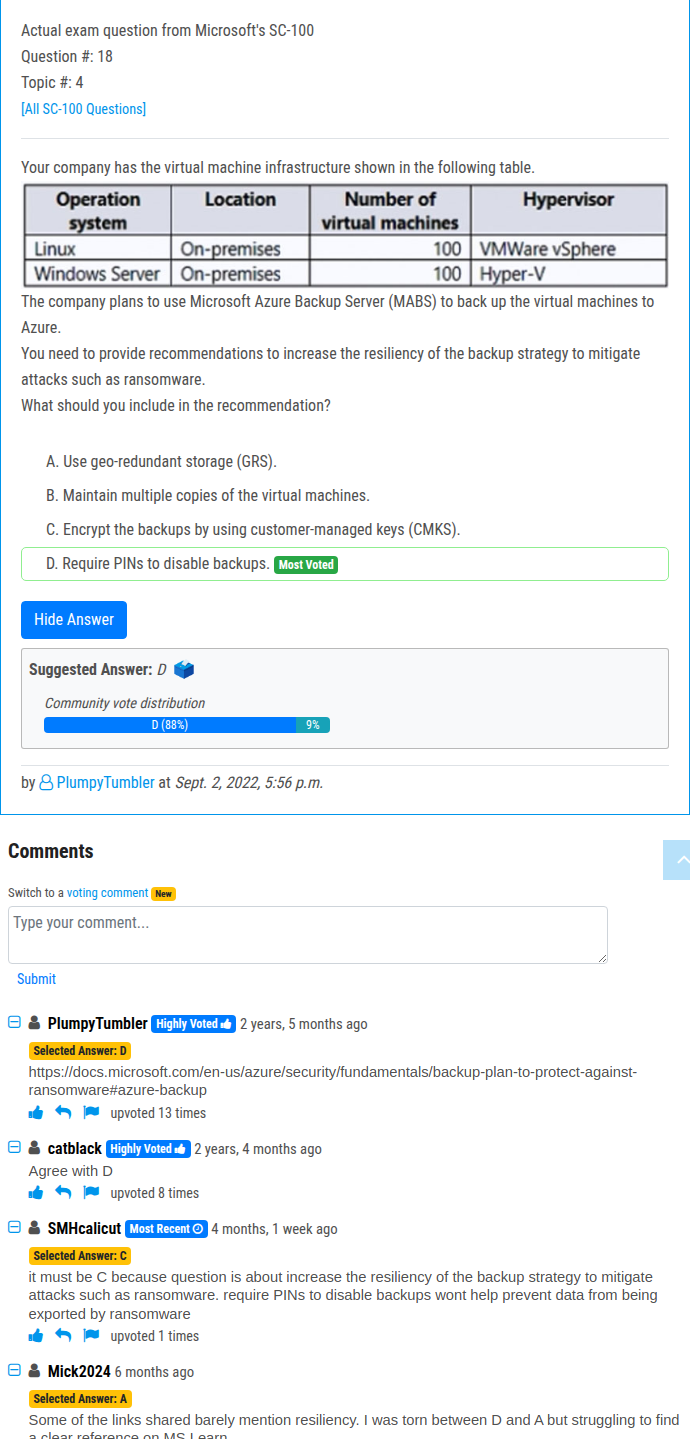 Actual exam question from Microsoft's SC-100
Question #: 18
Topic #: 4
[All SC-100 Questions]
Your company has the virtual machine infrastructure shown in the following table.
Operation system Location Number of virtual machines Hypervisor
Linux On-premises 100 VMWare vSphere
Windows Server On-premises 100 Hyper-V
The company plans to use Microsoft Azure Backup Server (MABS) to back up the virtual machines to
Azure.
You need to provide recommendations to increase the resiliency of the backup strategy to mitigate
attacks such as ransomware.
What should you include in the recommendation?
A. Use geo-redundant storage (GRS).
B. Maintain multiple copies of the virtual machines.
C. Encrypt the backups by using customer-managed keys (CMKS).
D. Require PINs to disable backups. Most Voted
Hide Answer
Suggested Answer: D
Community vote distribution
D (88%) 9%
by PlumpyTumbler at Sept. 2, 2022, 5:56 p.m.
Comments
Switch to a voting comment New
Type your comment...
Submit
PlumpyTumbler Highly Voted 2 years, 5 months ago
Selected Answer: D
https://docs.microsoft.com/en-us/azure/security/fundamentals/backup-plan-to-protect-against-
ransomware#azure-backup
upvoted 13 times
catblack Highly Voted 2 years, 4 months ago
Agree with D
upvoted 8 times
SMHcalicut Most Recent 4 months, 1 week ago
Selected Answer: C
it must be C because question is about increase the resiliency of the backup strategy to mitigate
attacks such as ransomware. require PINs to disable backups wont help prevent data from being
exported by ransomware
upvoted 1 times
Mick2024 6 months ago
Selected Answer: A
Some of the links shared barely mention resiliency. I was torn between D and A but struggling to find
a clear reference on MS Learn